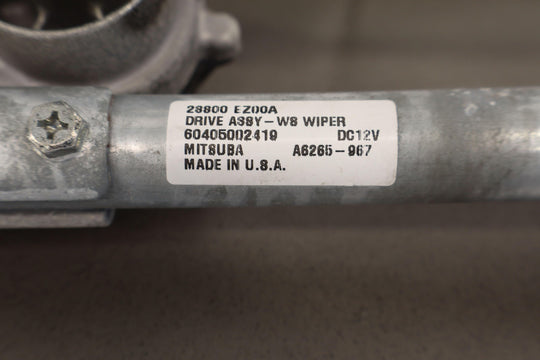 28800 EZ00A
DRIVE ASSY-WS WIPER
60405002419 DC12V
MITSUBA A6265-967
MADE IN U.S.A.